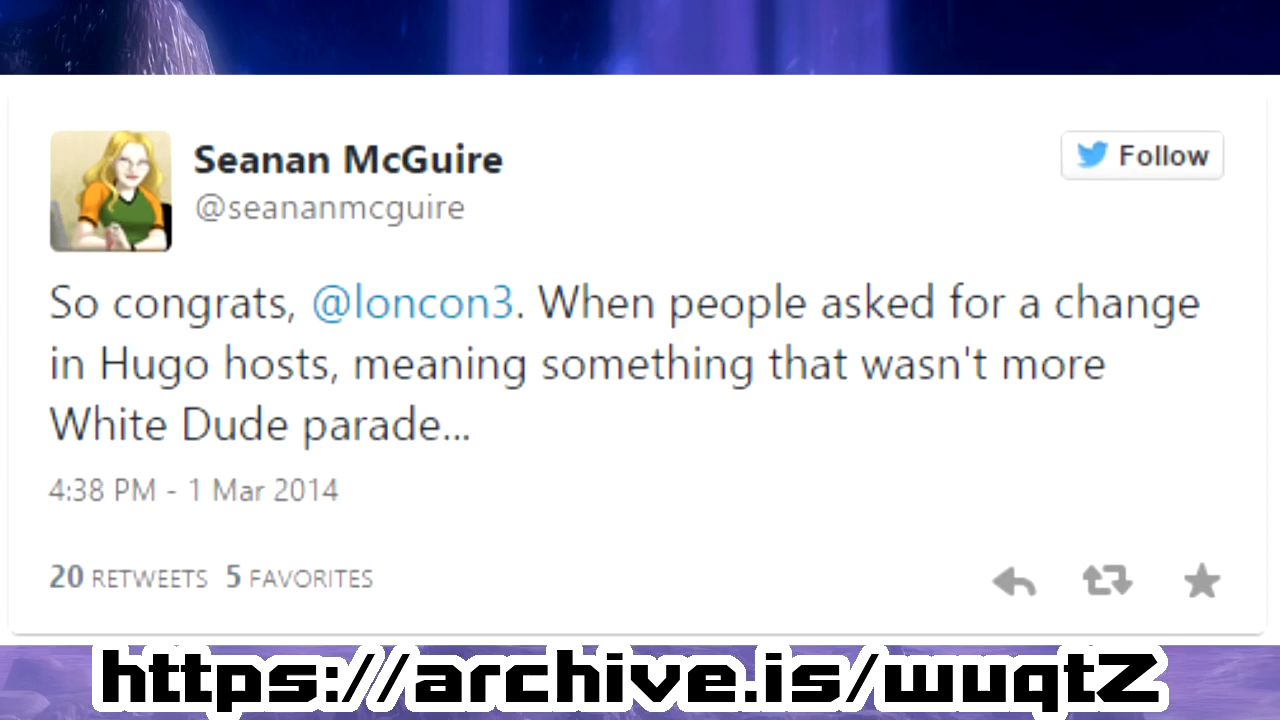 Seanan McGuire
@seananmcguire
Follow
So congrats, @loncon3. When people asked for a change
in Hugo hosts, meaning something that wasn't more
White Dude parade...
4:38 PM - 1 Mar 2014
20 RETWEETS 5 FAVORITES
https://archive.is/wuqtZ